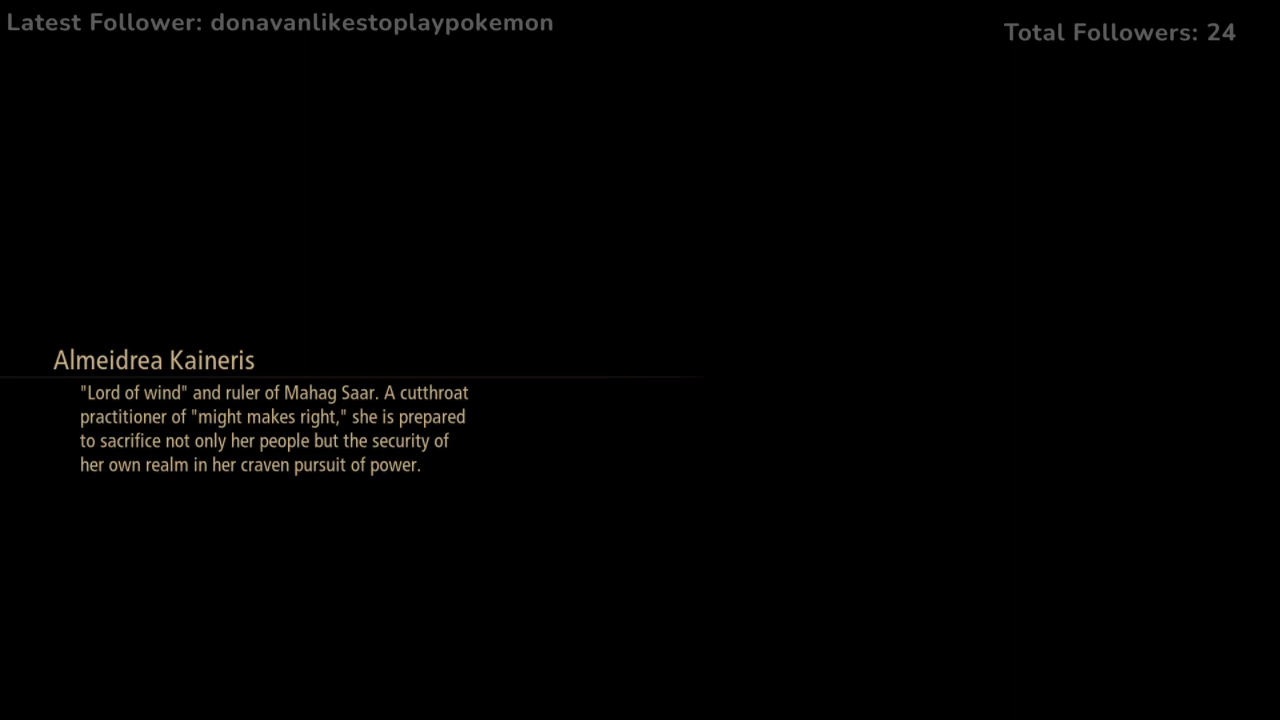 Latest Follower: donavanlikestoplaypokemon
Total Followers: 24
Almeidrea Kaineris
"Lord of wind" and ruler of Mahag Saar. A cutthroat
practitioner of "might makes right," she is prepared
to sacrifice not only her people but the security of
her own realm in her craven pursuit of power.